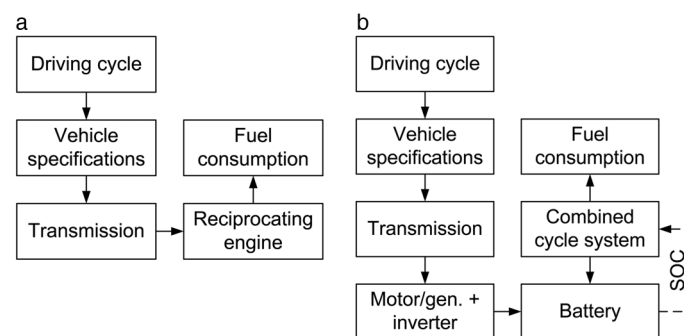 a
Driving cycle
Vehicle
specifications
Fuel
consumption
Transmission
Reciprocating
engine
b
Driving cycle
Vehicle
specifications
Fuel
consumption
Transmission
Combined
cycle system
SOC
Motor/gen. +
inverter
Battery